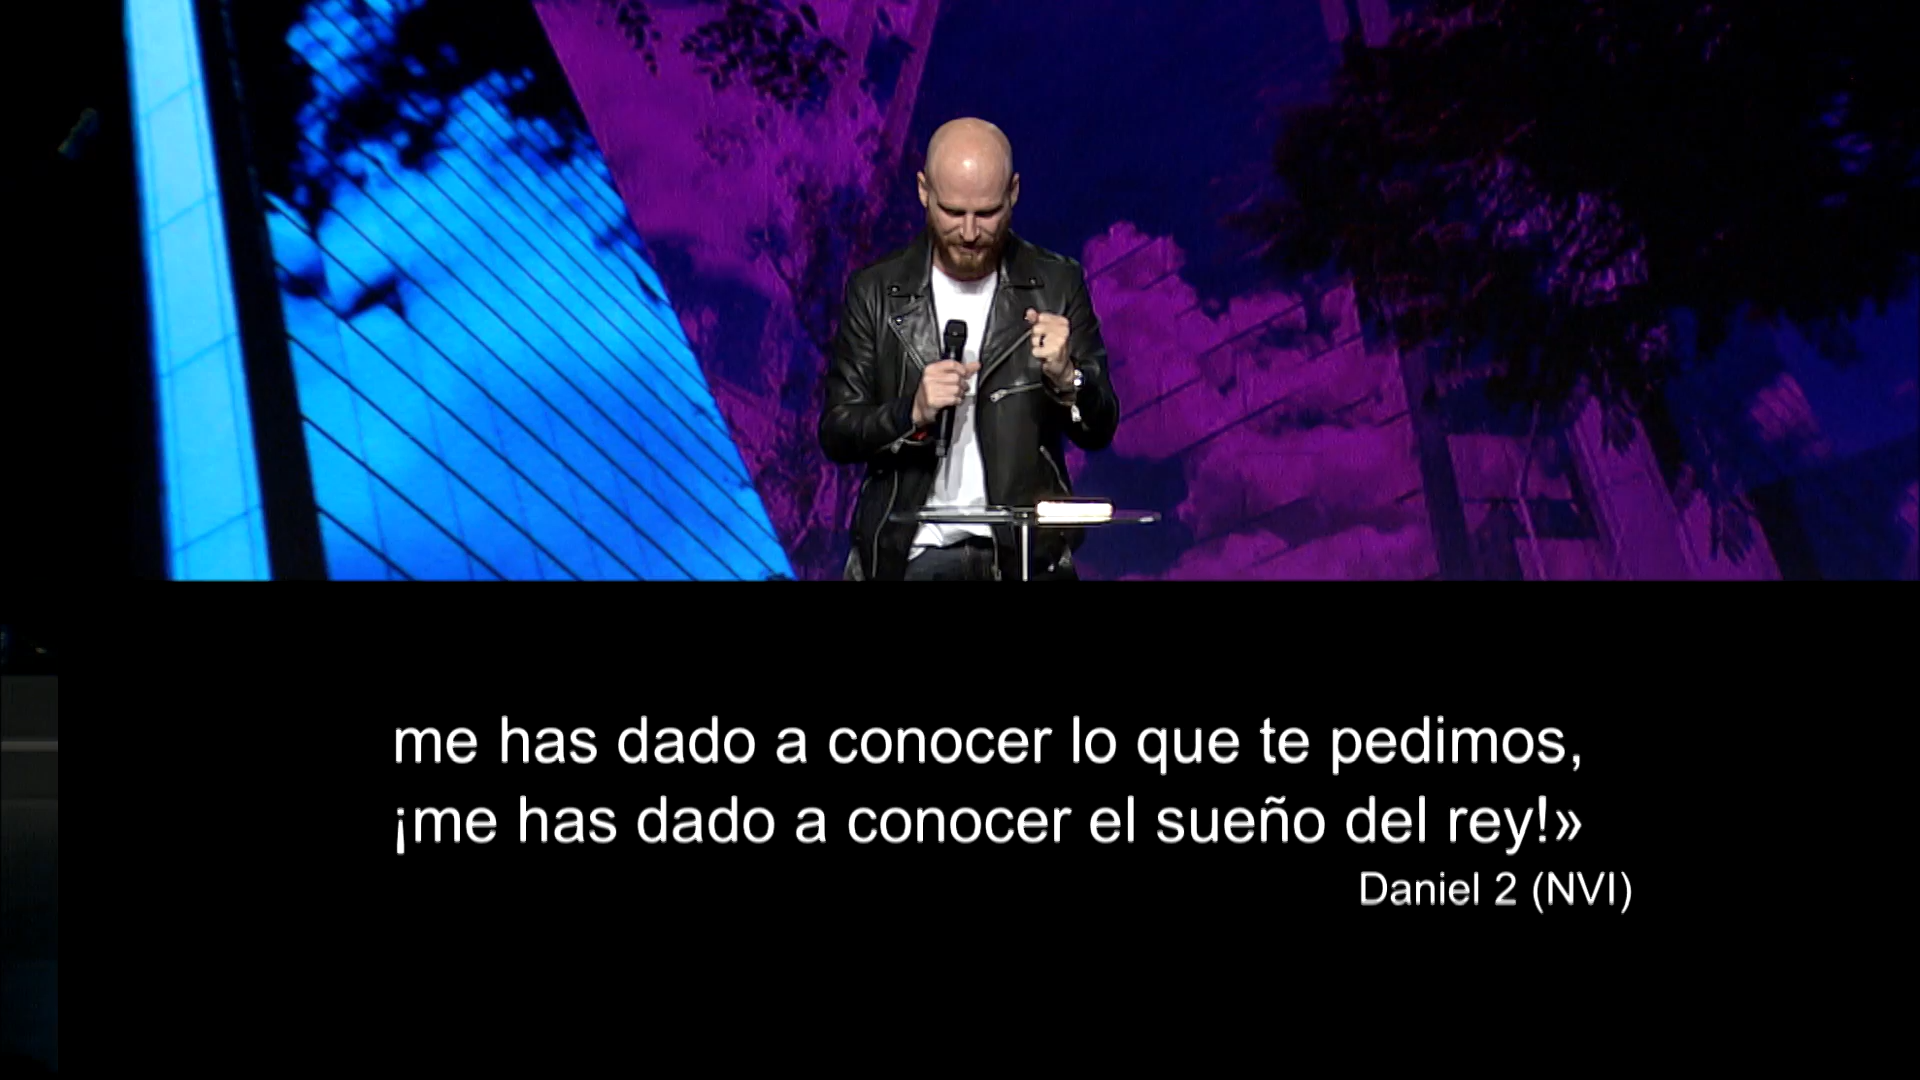 me has dado a conocer lo que te pedimos,
¡me has dado a conocer el sueño del rey!»
Daniel 2 (NVI)